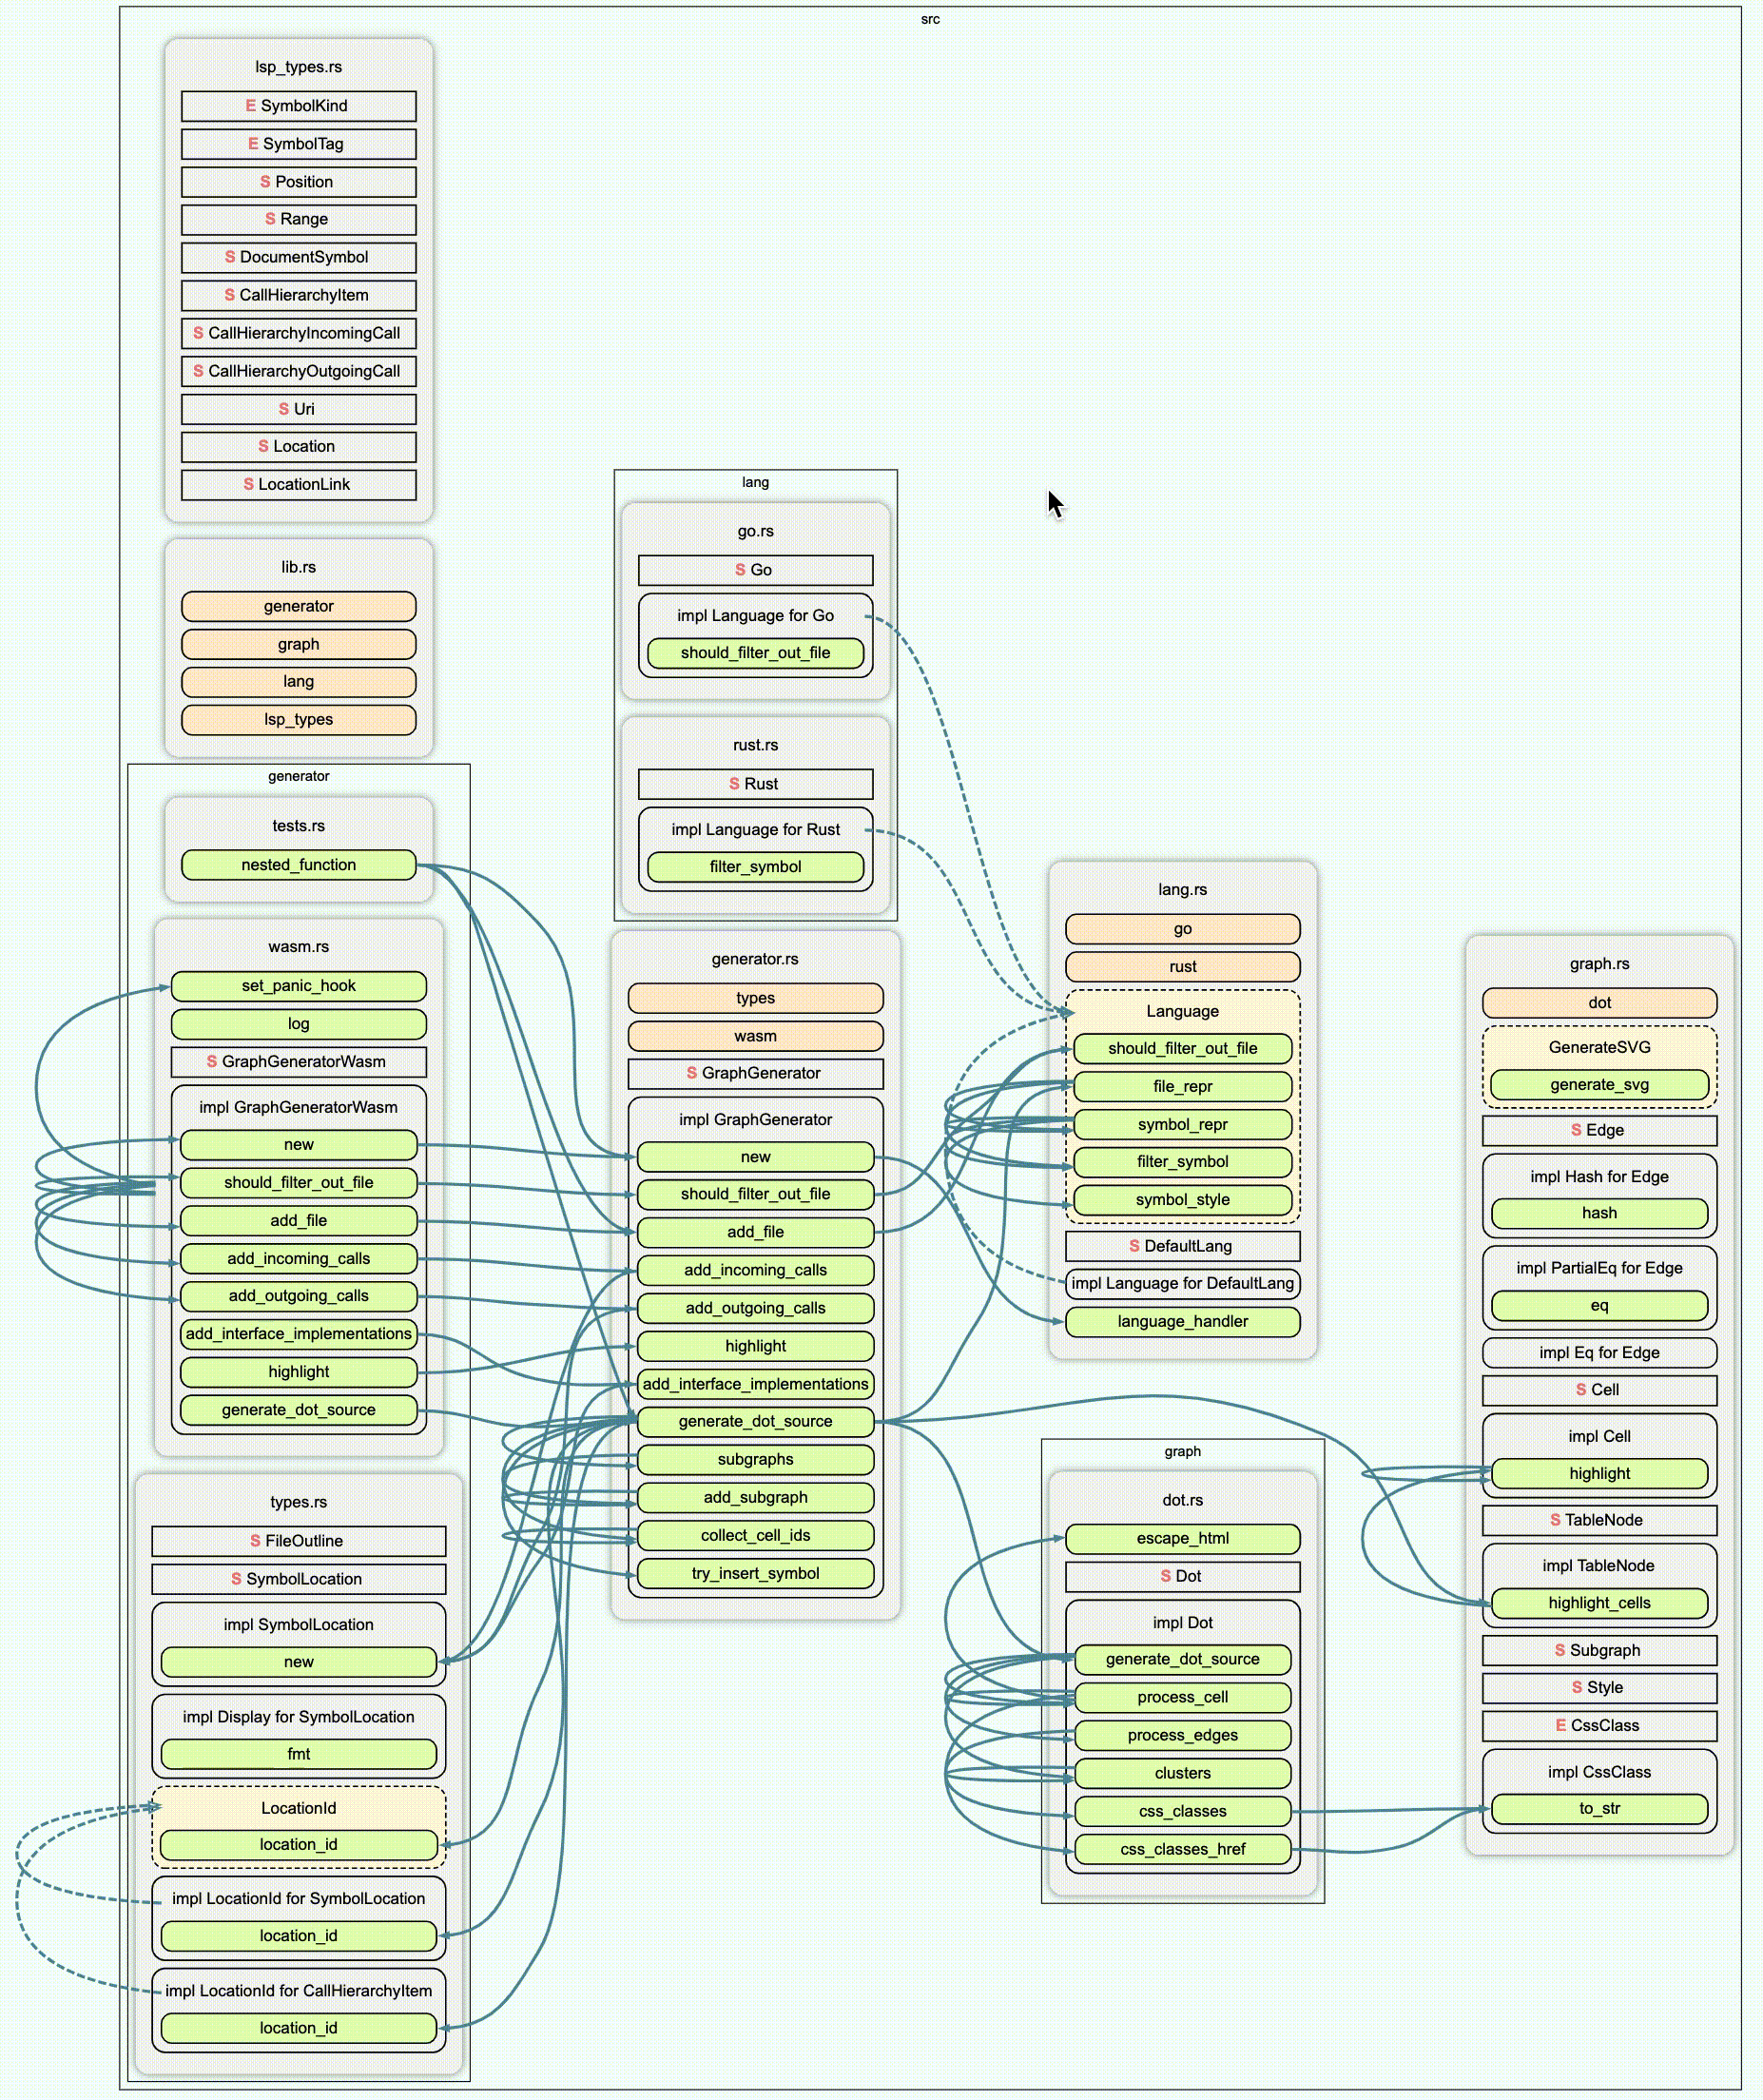 src
lsp_types.rs
E SymbolKind
E SymbolTag
S Position
S Range
S DocumentSymbol
S CallHierarchyItem
S CallHierarchyIncomingCall
S CallHierarchyOutgoingCall
S Uri
S Location
S LocationLink
lib.rs
generator
graph
lang
lsp_types
generator
tests.rs
nested_function
wasm.rs
set_panic_hook
log
S GraphGeneratorWasm
impl GraphGeneratorWasm
new
should_filter_out_file
add_file
add_incoming_calls
add_outgoing_calls
add_interface_implementations
highlight
generate_dot_source
types.rs
S FileOutline
S SymbolLocation
impl SymbolLocation
new
impl Display for SymbolLocation
fmt
LocationId
location_id
impl LocationId for SymbolLocation
location_id
impl LocationId for CallHierarchyItem
location_id
lang
go.rs
S Go
impl Language for Go
should_filter_out_file
rust.rs
S Rust
impl Language for Rust
filter_symbol
generator.rs
types
wasm
S GraphGenerator
impl GraphGenerator
new
should_filter_out_file
add_file
add_incoming_calls
add_outgoing_calls
highlight
add_interface_implementations
generate_dot_source
subgraphs
add_subgraph
collect_cell_ids
try_insert_symbol
lang.rs
go
rust
Language
should_filter_out_file
file_repr
symbol_repr
filter_symbol
symbol_style
S DefaultLang
impl Language for DefaultLang
language_handler
graph
dot.rs
escape_html
S Dot
impl Dot
generate_dot_source
process_cell
process_edges
clusters
css_classes
css_classes_href
graph.rs
dot
GenerateSVG
generate_svg
S Edge
impl Hash for Edge
hash
impl PartialEq for Edge
eq
impl Eq for Edge
S Cell
impl Cell
highlight
S TableNode
impl TableNode
highlight_cells
S Subgraph
S Style
E CssClass
impl CssClass
to_str